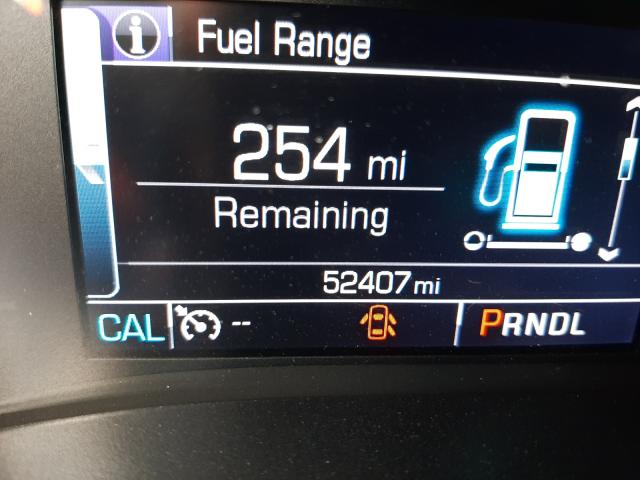 i Fuel Range
254 mi
Remaining
52407 mi
CAL -- PRNDL